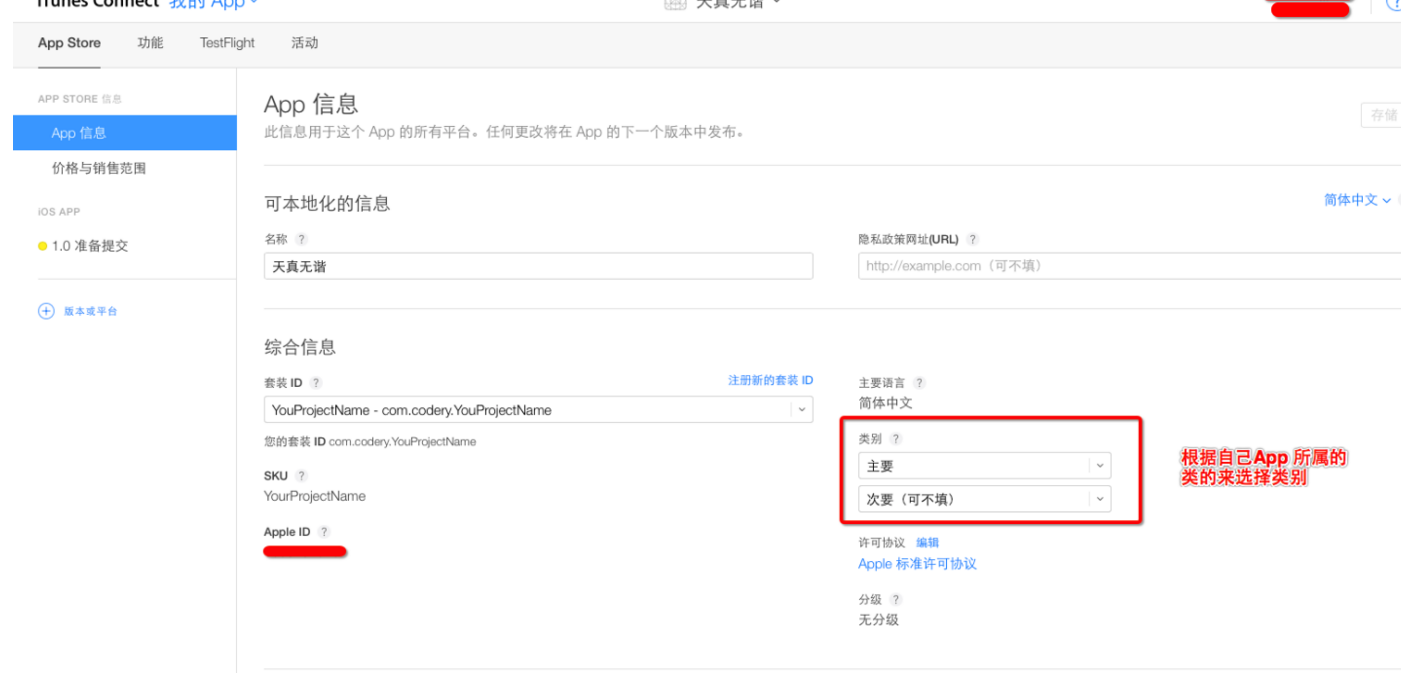 iTunes Connect 我的 App
天真无谐
App Store 功能 TestFlight 活动
APP STORE 信息
App 信息
价格与销售范围
iOS APP
1.0 准备提交
版本或平台
App 信息
此信息用于这个 App 的所有平台。任何更改将在 App 的下一个版本中发布。
存储
可本地化的信息
简体中文
名称 ?
天真无谐
隐私政策网址(URL) ?
http://example.com（可不填）
综合信息
套装 ID ?
注册新的套装 ID
YouProjectName - com.codery.YouProjectName
您的套装 ID com.codery.YouProjectName
SKU ?
YourProjectName
Apple ID ?
主要语言 ?
简体中文
类别 ?
主要
次要（可不填）
根据自己App 所属的
类的来选择类别
许可协议 编辑
Apple 标准许可协议
分级 ?
无分级